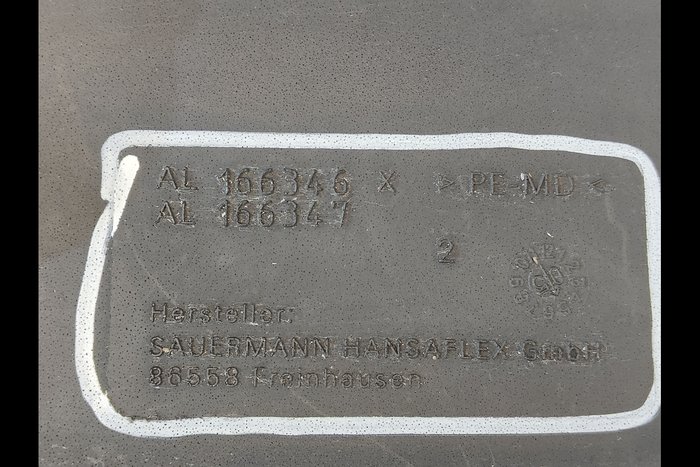 AL 166346 X >PE-MD<
AL 166347
2
Hersteller:
SAUERMANN HANSAFLEX GmbH
86558 Freinhausen